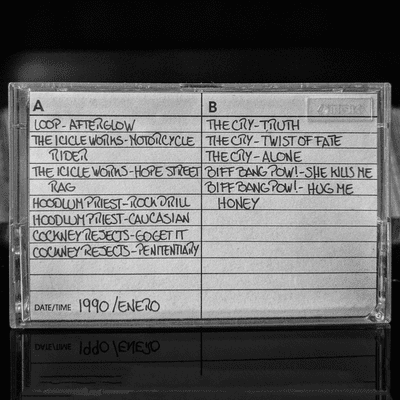 A
LOOP-AFTERGLOW
THE ICICLE WORKS-MOTORCYCLE
RIDER
THE ICICLE WORKS-HOPE STREET
RAG
HOODLUM PRIEST-ROCK DRILL
HOODLUM PRIEST-CAUCASIAN
COCKNEY REJECTS-GO GET IT
COCKNEY REJECTS-PENITENTIARY
DATE/TIME 1990/ENERO
B
THE CRY-TRUTH
THE CRY-TWIST OF FATE
THE CRY-ALONE
BIFF BANG POW!-SHE KILLS ME
BIFF BANG POW!-HUG ME
HONEY